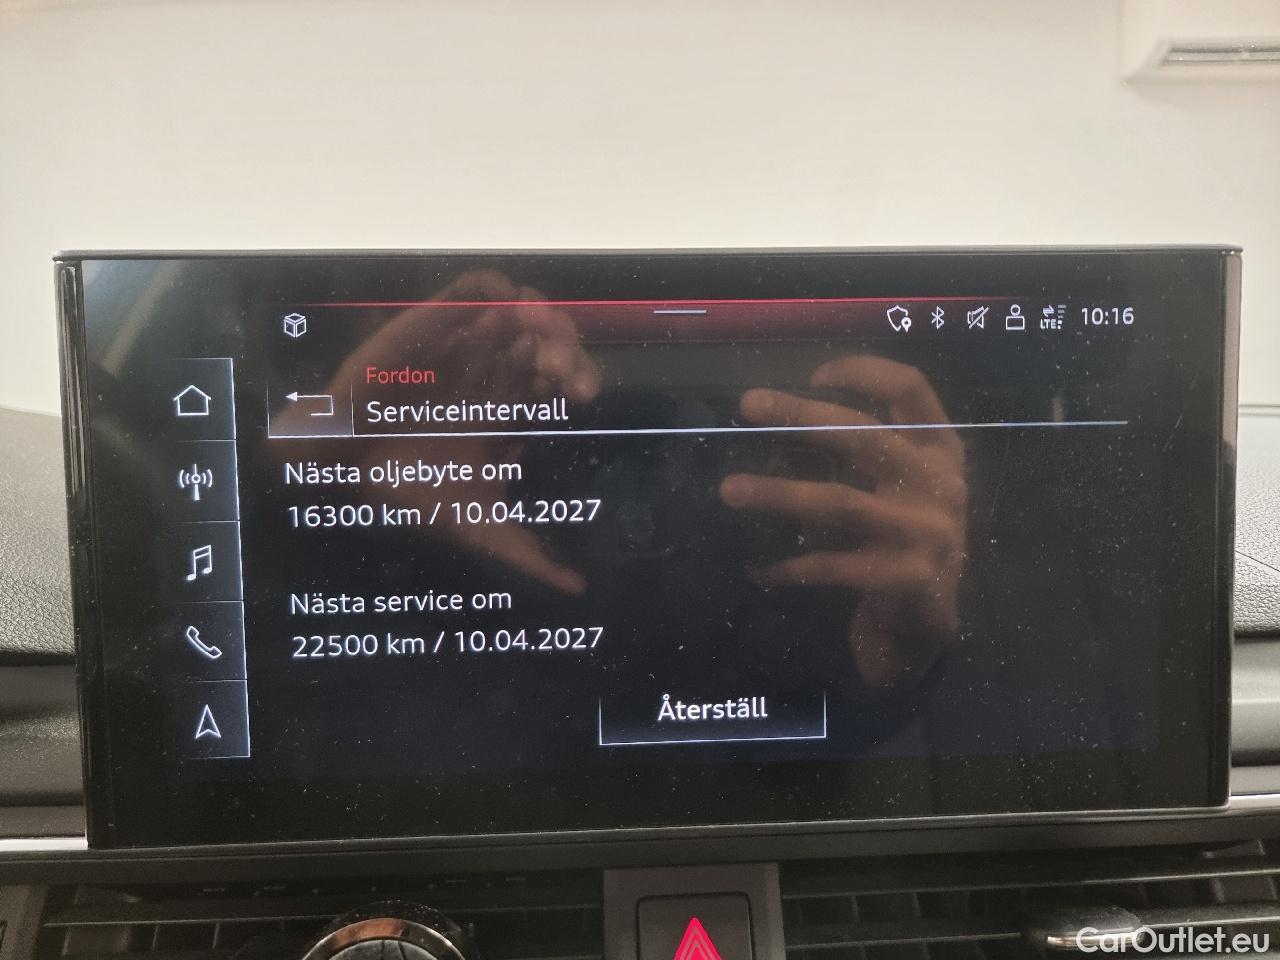 10:16
LTE
Fordon
Serviceintervall
Nästa oljebyte om
16300 km / 10.04.2027
Nästa service om
22500 km / 10.04.2027
Återställ
CarOutlet.eu